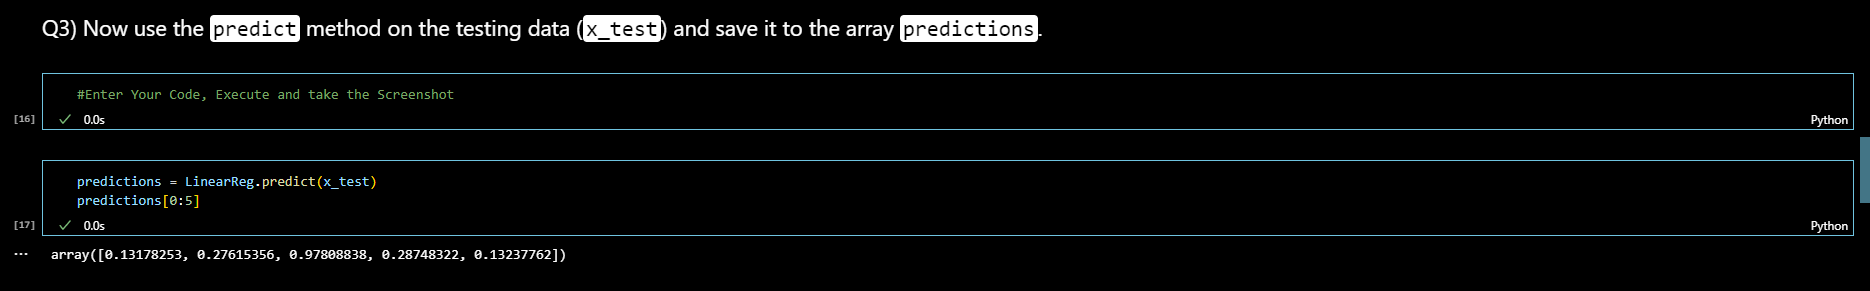 Q3) Now use the predict method on the testing data (x_test) and save it to the array predictions.
#Enter Your Code, Execute and take the Screenshot
[16] ✓ 0.0s Python
predictions = LinearReg.predict(x_test)
predictions[0:5]
[17] ✓ 0.0s Python
... array([0.13178253, 0.27615356, 0.97808838, 0.28748322, 0.13237762])